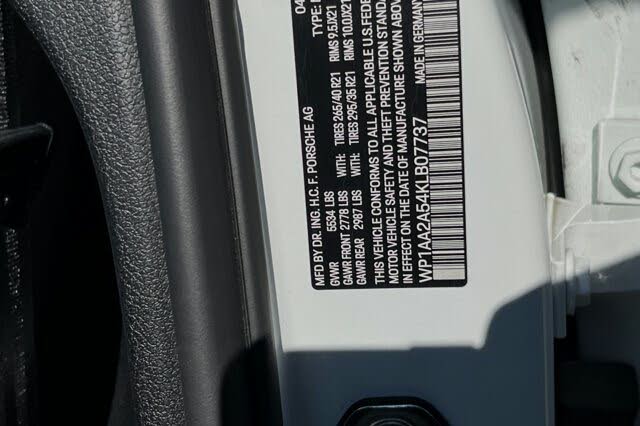 MFD BY DR. ING. H.C. F. PORSCHE AG 04
GVWR 5534 LBS TYPE:
GAWR FRONT 2778 LBS WITH: TIRES 265/40 R21 RIMS 9.5JX21
GAWR REAR 2987 LBS WITH: TIRES 295/35 R21 RIMS 10.0JX21
THIS VEHICLE CONFORMS TO ALL APPLICABLE U.S. FEDE
MOTOR VEHICLE SAFETY AND THEFT PREVENTION STANDA
EFFECT ON THE DATE OF MANUFACTURE SHOWN ABOV
WP1AA2A54KLB07737 MADE IN GERMANY